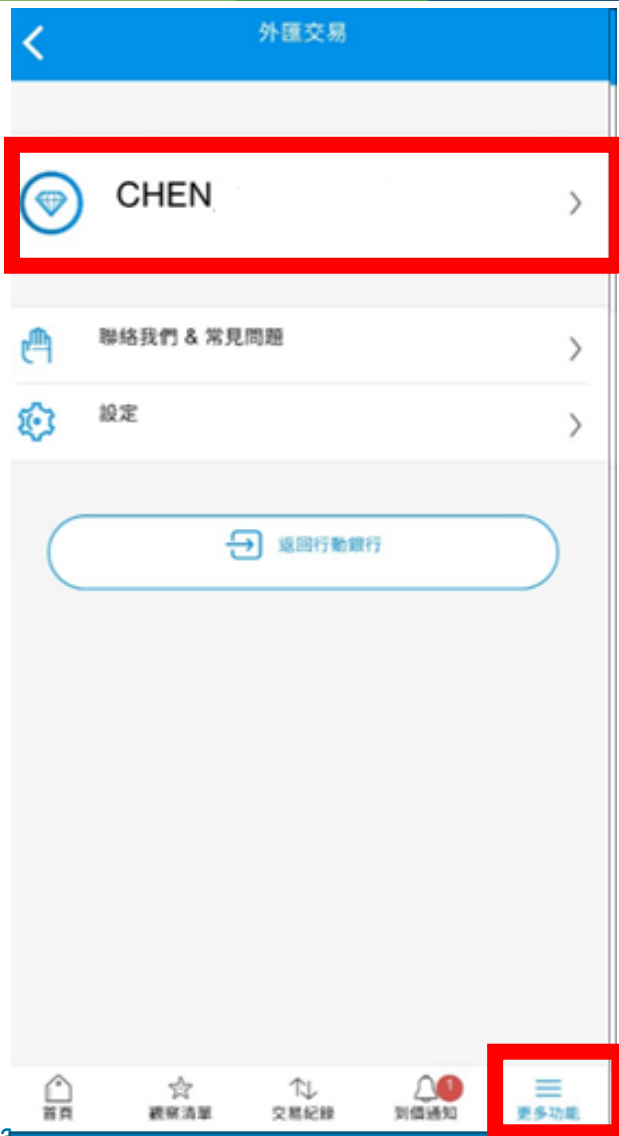 外匯交易
CHEN
聯絡我們 & 常見問題
設定
返回行動銀行
1
首頁
觀察清單
交易紀錄
到價通知
更多功能